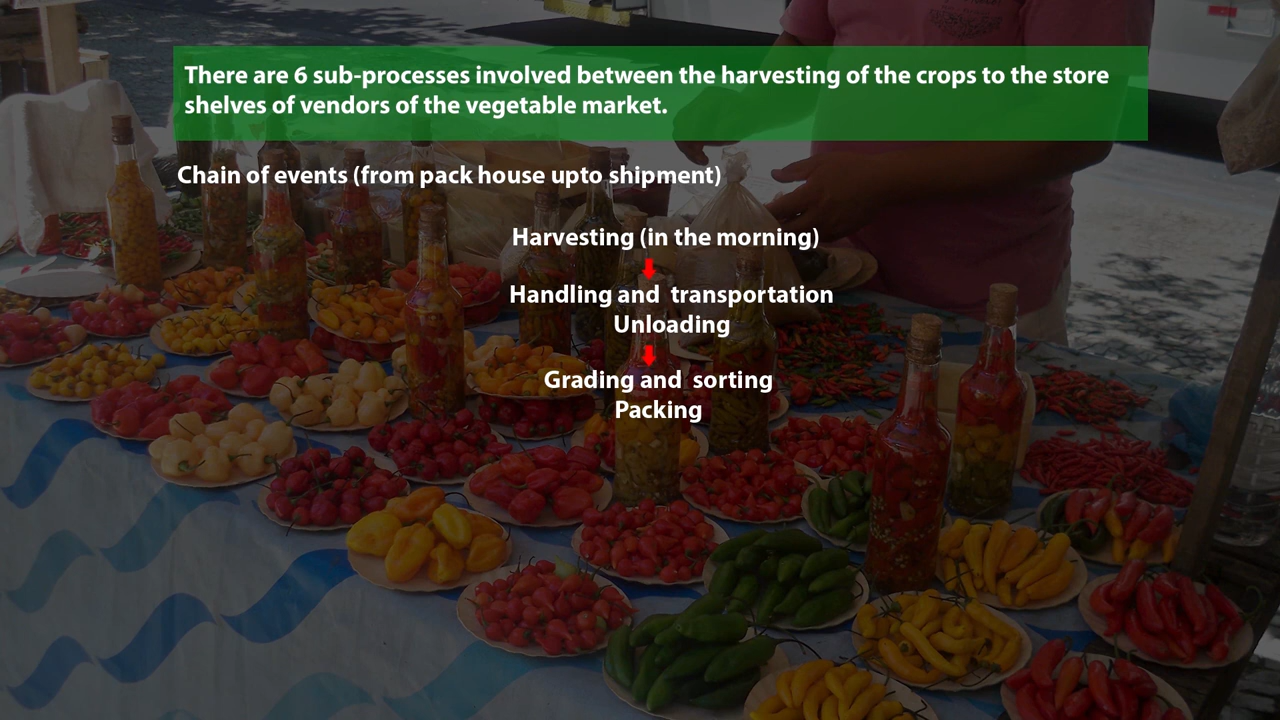 There are 6 sub-processes involved between the harvesting of the crops to the store
shelves of vendors of the vegetable market.
Chain of events (from pack house upto shipment)
Harvesting (in the morning)
Handling and  transportation
Unloading
Grading and  sorting
Packing